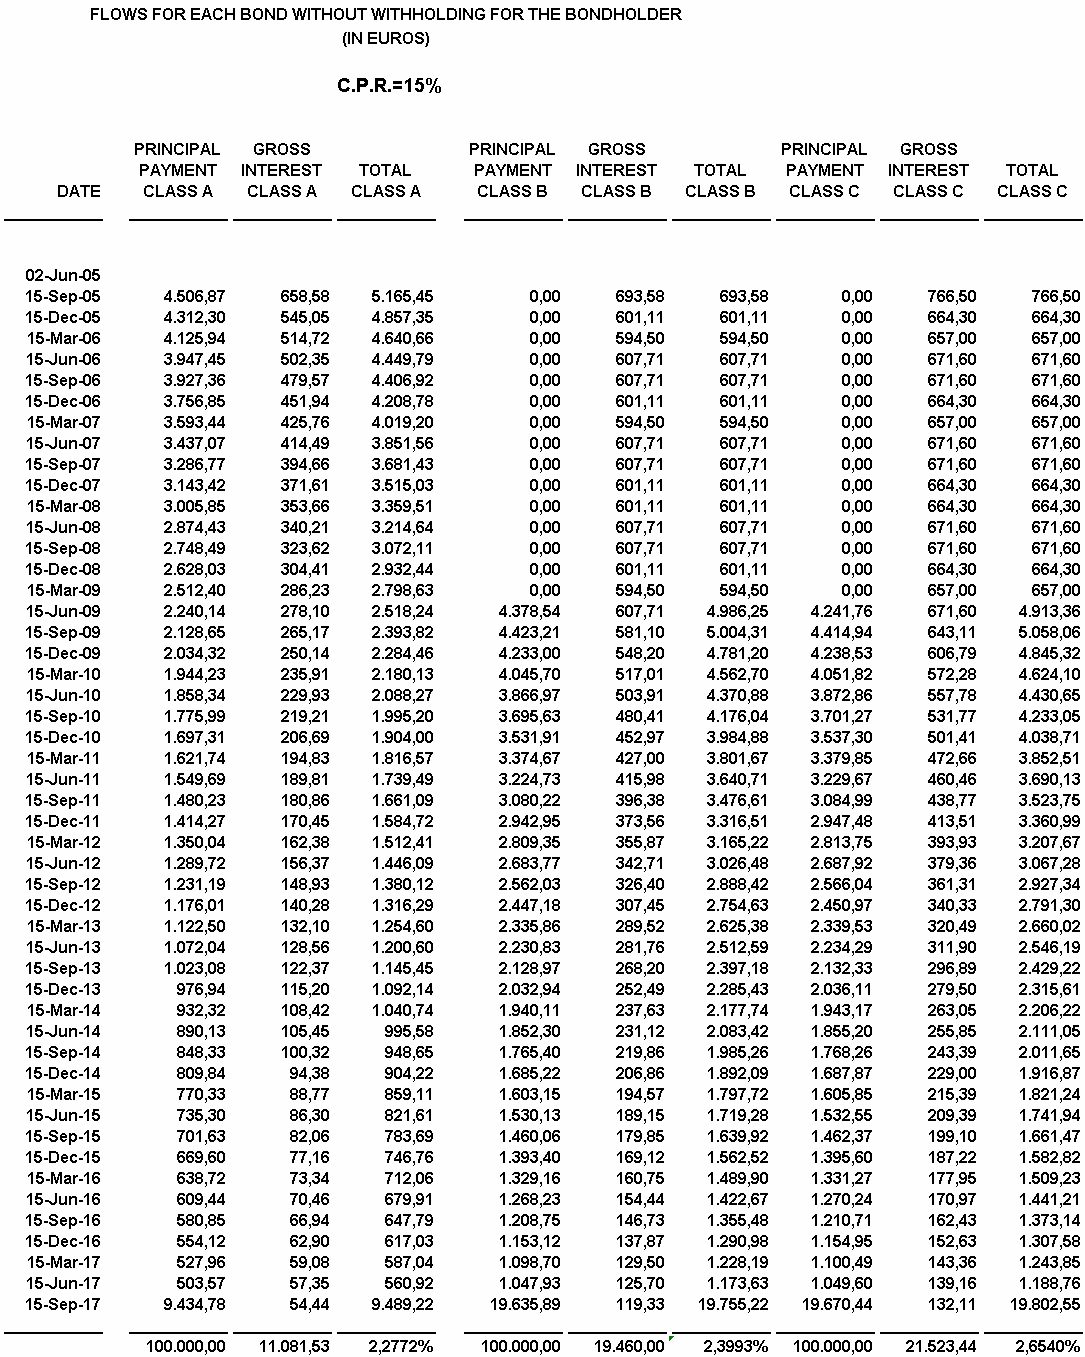 FLOWS FOR EACH BOND WITHOUT WITHHOLDING FOR THE BONDHOLDER
(IN EUROS)
C.P.R.=15%
PRINCIPAL GROSS PRINCIPAL GROSS PRINCIPAL GROSS
PAYMENT INTEREST TOTAL PAYMENT INTEREST TOTAL PAYMENT INTEREST TOTAL
DATE CLASS A CLASS A CLASS A CLASS B CLASS B CLASS B CLASS C CLASS C CLASS C
02-Jun-05
15-Sep-05 4.506,87 658,58 5.165,45 0,00 693,58 693,58 0,00 766,50 766,50
15-Dec-05 4.312,30 545,05 4.857,35 0,00 601,11 601,11 0,00 664,30 664,30
15-Mar-06 4.125,94 514,72 4.640,66 0,00 594,50 594,50 0,00 657,00 657,00
15-Jun-06 3.947,45 502,35 4.449,79 0,00 607,71 607,71 0,00 671,60 671,60
15-Sep-06 3.927,36 479,57 4.406,92 0,00 607,71 607,71 0,00 671,60 671,60
15-Dec-06 3.756,85 451,94 4.208,78 0,00 601,11 601,11 0,00 664,30 664,30
15-Mar-07 3.593,44 425,76 4.019,20 0,00 594,50 594,50 0,00 657,00 657,00
15-Jun-07 3.437,07 414,49 3.851,56 0,00 607,71 607,71 0,00 671,60 671,60
15-Sep-07 3.286,77 394,66 3.681,43 0,00 607,71 607,71 0,00 671,60 671,60
15-Dec-07 3.143,42 371,61 3.515,03 0,00 601,11 601,11 0,00 664,30 664,30
15-Mar-08 3.005,85 353,66 3.359,51 0,00 601,11 601,11 0,00 664,30 664,30
15-Jun-08 2.874,43 340,21 3.214,64 0,00 607,71 607,71 0,00 671,60 671,60
15-Sep-08 2.748,49 323,62 3.072,11 0,00 607,71 607,71 0,00 671,60 671,60
15-Dec-08 2.628,03 304,41 2.932,44 0,00 601,11 601,11 0,00 664,30 664,30
15-Mar-09 2.512,40 286,23 2.798,63 0,00 594,50 594,50 0,00 657,00 657,00
15-Jun-09 2.240,14 278,10 2.518,24 4.378,54 607,71 4.986,25 4.241,76 671,60 4.913,36
15-Sep-09 2.128,65 265,17 2.393,82 4.423,21 581,10 5.004,31 4.414,94 643,11 5.058,06
15-Dec-09 2.034,32 250,14 2.284,46 4.233,00 548,20 4.781,20 4.238,53 606,79 4.845,32
15-Mar-10 1.944,23 235,91 2.180,13 4.045,70 517,01 4.562,70 4.051,82 572,28 4.624,10
15-Jun-10 1.858,34 229,93 2.088,27 3.866,97 503,91 4.370,88 3.872,86 557,78 4.430,65
15-Sep-10 1.775,99 219,21 1.995,20 3.695,63 480,41 4.176,04 3.701,27 531,77 4.233,05
15-Dec-10 1.697,31 206,69 1.904,00 3.531,91 452,97 3.984,88 3.537,30 501,41 4.038,71
15-Mar-11 1.621,74 194,83 1.816,57 3.374,67 427,00 3.801,67 3.379,85 472,66 3.852,51
15-Jun-11 1.549,69 189,81 1.739,49 3.224,73 415,98 3.640,71 3.229,67 460,46 3.690,13
15-Sep-11 1.480,23 180,86 1.661,09 3.080,22 396,38 3.476,61 3.084,99 438,77 3.523,75
15-Dec-11 1.414,27 170,45 1.584,72 2.942,95 373,56 3.316,51 2.947,48 413,51 3.360,99
15-Mar-12 1.350,04 162,38 1.512,41 2.809,35 355,87 3.165,22 2.813,75 393,93 3.207,67
15-Jun-12 1.289,72 156,37 1.446,09 2.683,77 342,71 3.026,48 2.687,92 379,36 3.067,28
15-Sep-12 1.231,19 148,93 1.380,12 2.562,03 326,40 2.888,42 2.566,04 361,31 2.927,34
15-Dec-12 1.176,01 140,28 1.316,29 2.447,18 307,45 2.754,63 2.450,97 340,33 2.791,30
15-Mar-13 1.122,50 132,10 1.254,60 2.335,86 289,52 2.625,38 2.339,53 320,49 2.660,02
15-Jun-13 1.072,04 128,56 1.200,60 2.230,83 281,76 2.512,59 2.234,29 311,90 2.546,19
15-Sep-13 1.023,08 122,37 1.145,45 2.128,97 268,20 2.397,18 2.132,33 296,89 2.429,22
15-Dec-13 976,94 115,20 1.092,14 2.032,94 252,49 2.285,43 2.036,11 279,50 2.315,61
15-Mar-14 932,32 108,42 1.040,74 1.940,11 237,63 2.177,74 1.943,17 263,05 2.206,22
15-Jun-14 890,13 105,45 995,58 1.852,30 231,12 2.083,42 1.855,20 255,85 2.111,05
15-Sep-14 848,33 100,32 948,65 1.765,40 219,86 1.985,26 1.768,26 243,39 2.011,65
15-Dec-14 809,84 94,38 904,22 1.685,22 206,86 1.892,09 1.687,87 229,00 1.916,87
15-Mar-15 770,33 88,77 859,11 1.603,15 194,57 1.797,72 1.605,85 215,39 1.821,24
15-Jun-15 735,30 86,30 821,61 1.530,13 189,15 1.719,28 1.532,55 209,39 1.741,94
15-Sep-15 701,63 82,06 783,69 1.460,06 179,85 1.639,92 1.462,37 199,10 1.661,47
15-Dec-15 669,60 77,16 746,76 1.393,40 169,12 1.562,52 1.395,60 187,22 1.582,82
15-Mar-16 638,72 73,34 712,06 1.329,16 160,75 1.489,90 1.331,27 177,95 1.509,23
15-Jun-16 609,44 70,46 679,91 1.268,23 154,44 1.422,67 1.270,24 170,97 1.441,21
15-Sep-16 580,85 66,94 647,79 1.208,75 146,73 1.355,48 1.210,71 162,43 1.373,14
15-Dec-16 554,12 62,90 617,03 1.153,12 137,87 1.290,98 1.154,95 152,63 1.307,58
15-Mar-17 527,96 59,08 587,04 1.098,70 129,50 1.228,19 1.100,49 143,36 1.243,85
15-Jun-17 503,57 57,35 560,92 1.047,93 125,70 1.173,63 1.049,60 139,16 1.188,76
15-Sep-17 9.434,78 54,44 9.489,22 19.635,89 119,33 19.755,22 19.670,44 132,11 19.802,55
100.000,00 11.081,53 2,2772% 100.000,00 19.460,00 2,3993% 100.000,00 21.523,44 2,6540%